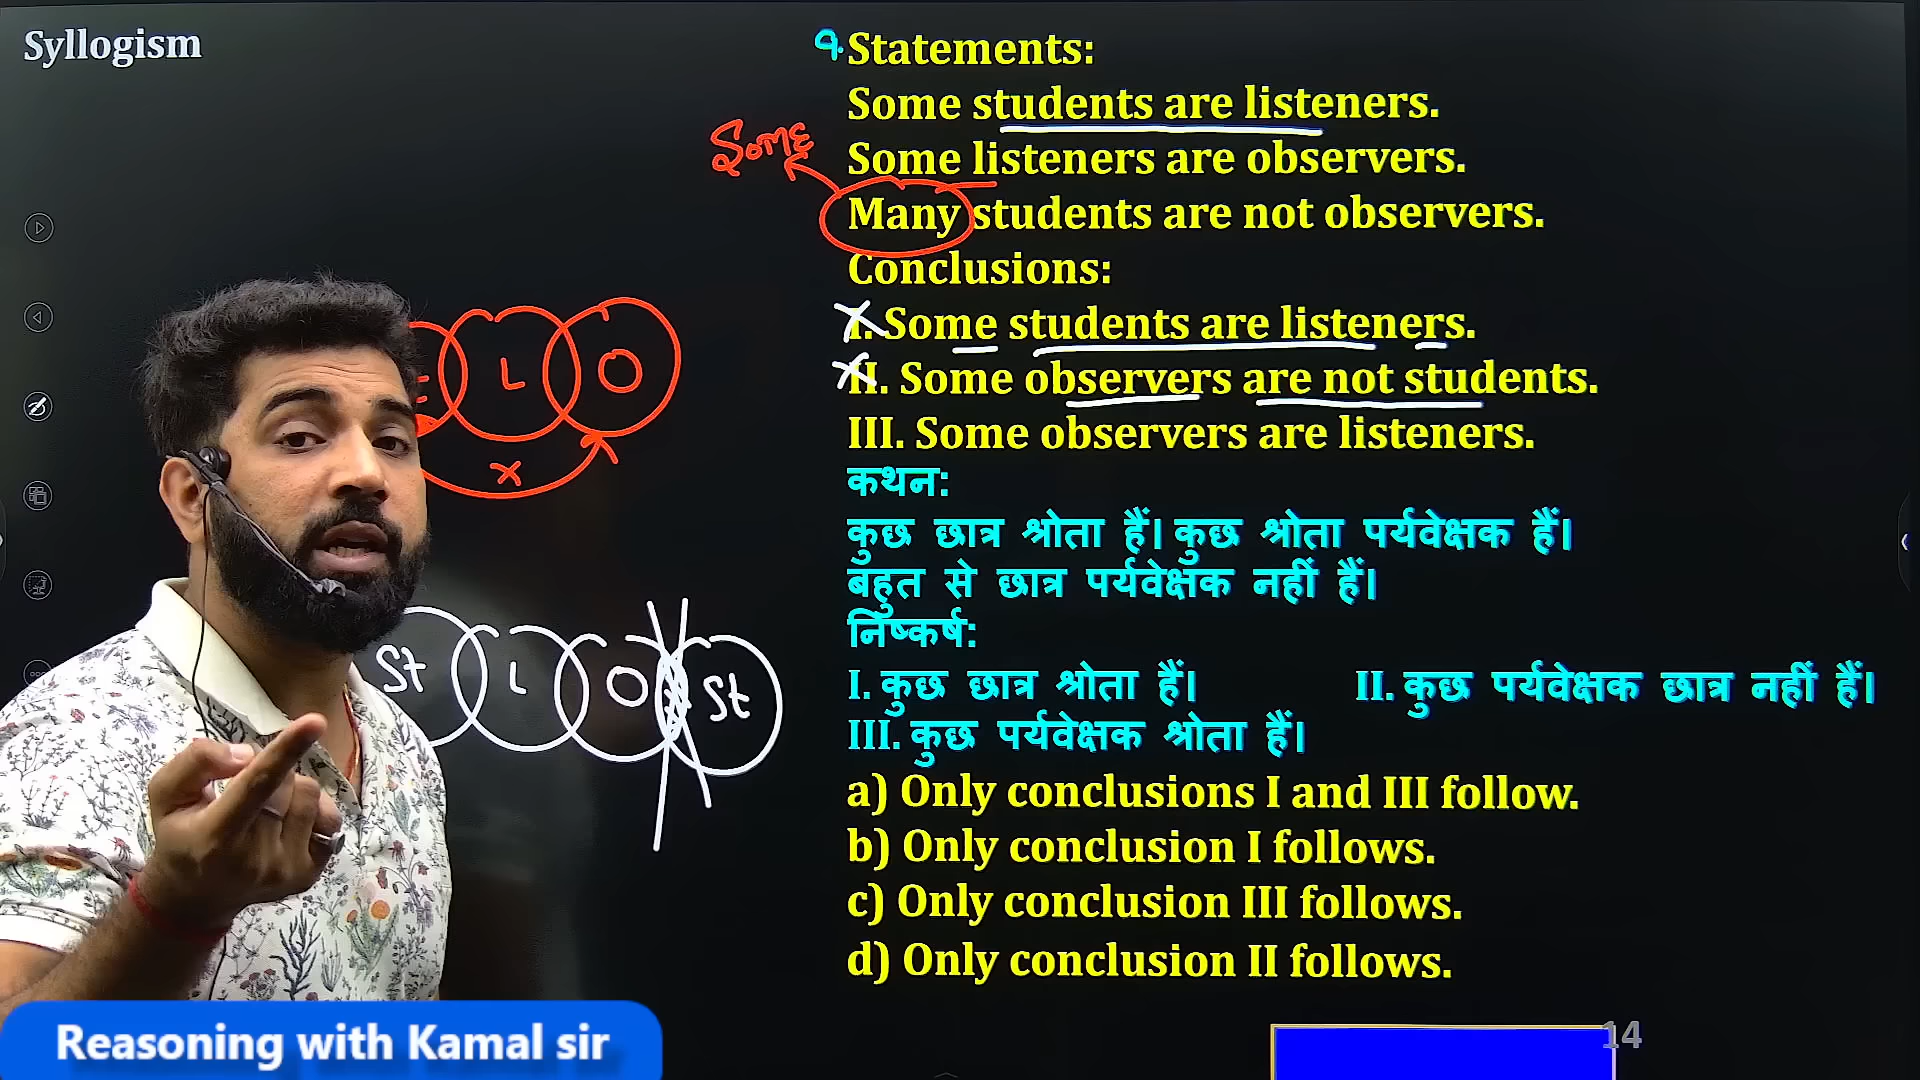 Syllogism
9. Statements:
Some students are listeners.
Some listeners are observers.
Some
Many students are not observers.
Conclusions:
I. Some students are listeners.
II. Some observers are not students.
III. Some observers are listeners.
कथन:
कुछ छात्र श्रोता हैं। कुछ श्रोता पर्यवेक्षक हैं।
बहुत से छात्र पर्यवेक्षक नहीं हैं।
निष्कर्ष:
I. कुछ छात्र श्रोता हैं। II. कुछ पर्यवेक्षक छात्र नहीं हैं।
III. कुछ पर्यवेक्षक श्रोता हैं।
a) Only conclusions I and III follow.
b) Only conclusion I follows.
c) Only conclusion III follows.
d) Only conclusion II follows.
L O
x
St L O St
Reasoning with Kamal sir
14